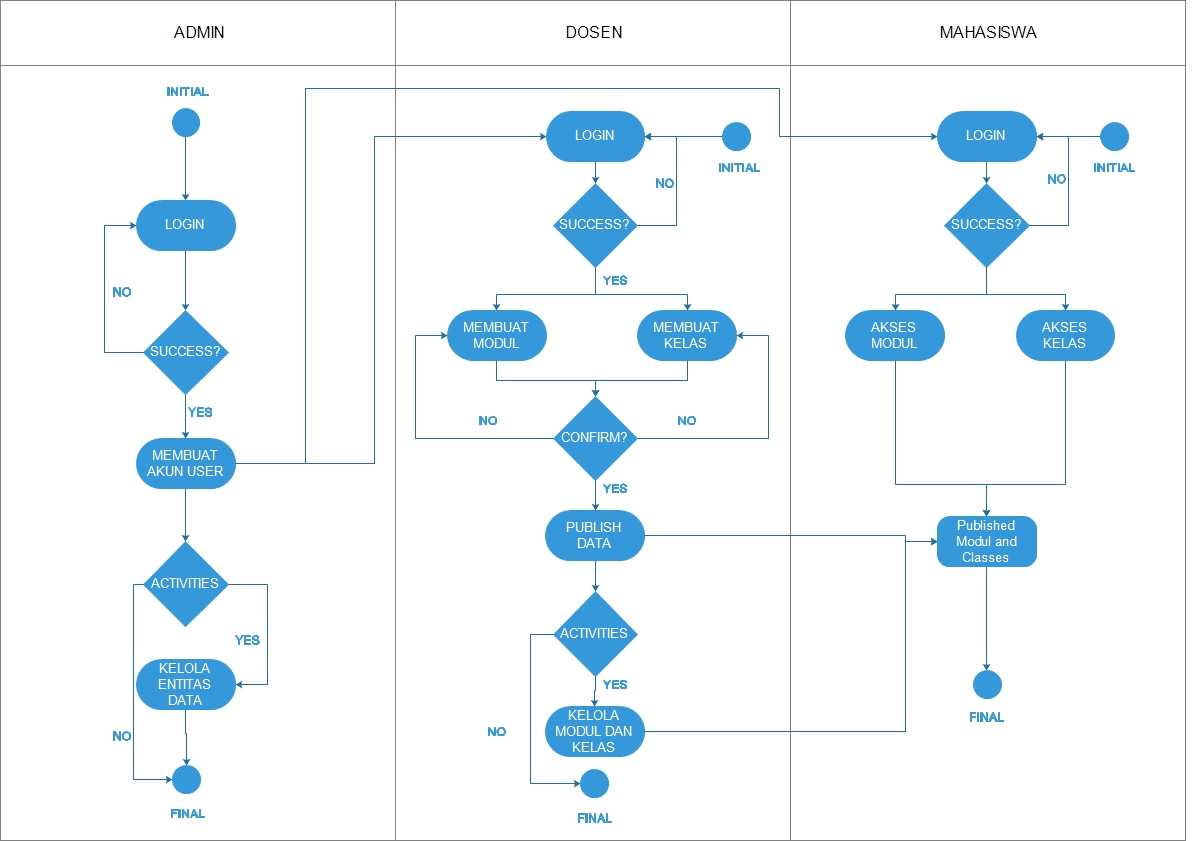 ADMIN
DOSEN
MAHASISWA
INITIAL
LOGIN
NO
SUCCESS?
YES
MEMBUAT
AKUN USER
ACTIVITIES
YES
KELOLA
ENTITAS
DATA
NO
FINAL
LOGIN
INITIAL
NO
SUCCESS?
YES
MEMBUAT
MODUL
MEMBUAT
KELAS
NO
NO
CONFIRM?
YES
PUBLISH
DATA
ACTIVITIES
YES
NO
KELOLA
MODUL DAN
KELAS
FINAL
LOGIN
INITIAL
NO
SUCCESS?
AKSES
MODUL
AKSES
KELAS
Published
Modul and
Classes
FINAL